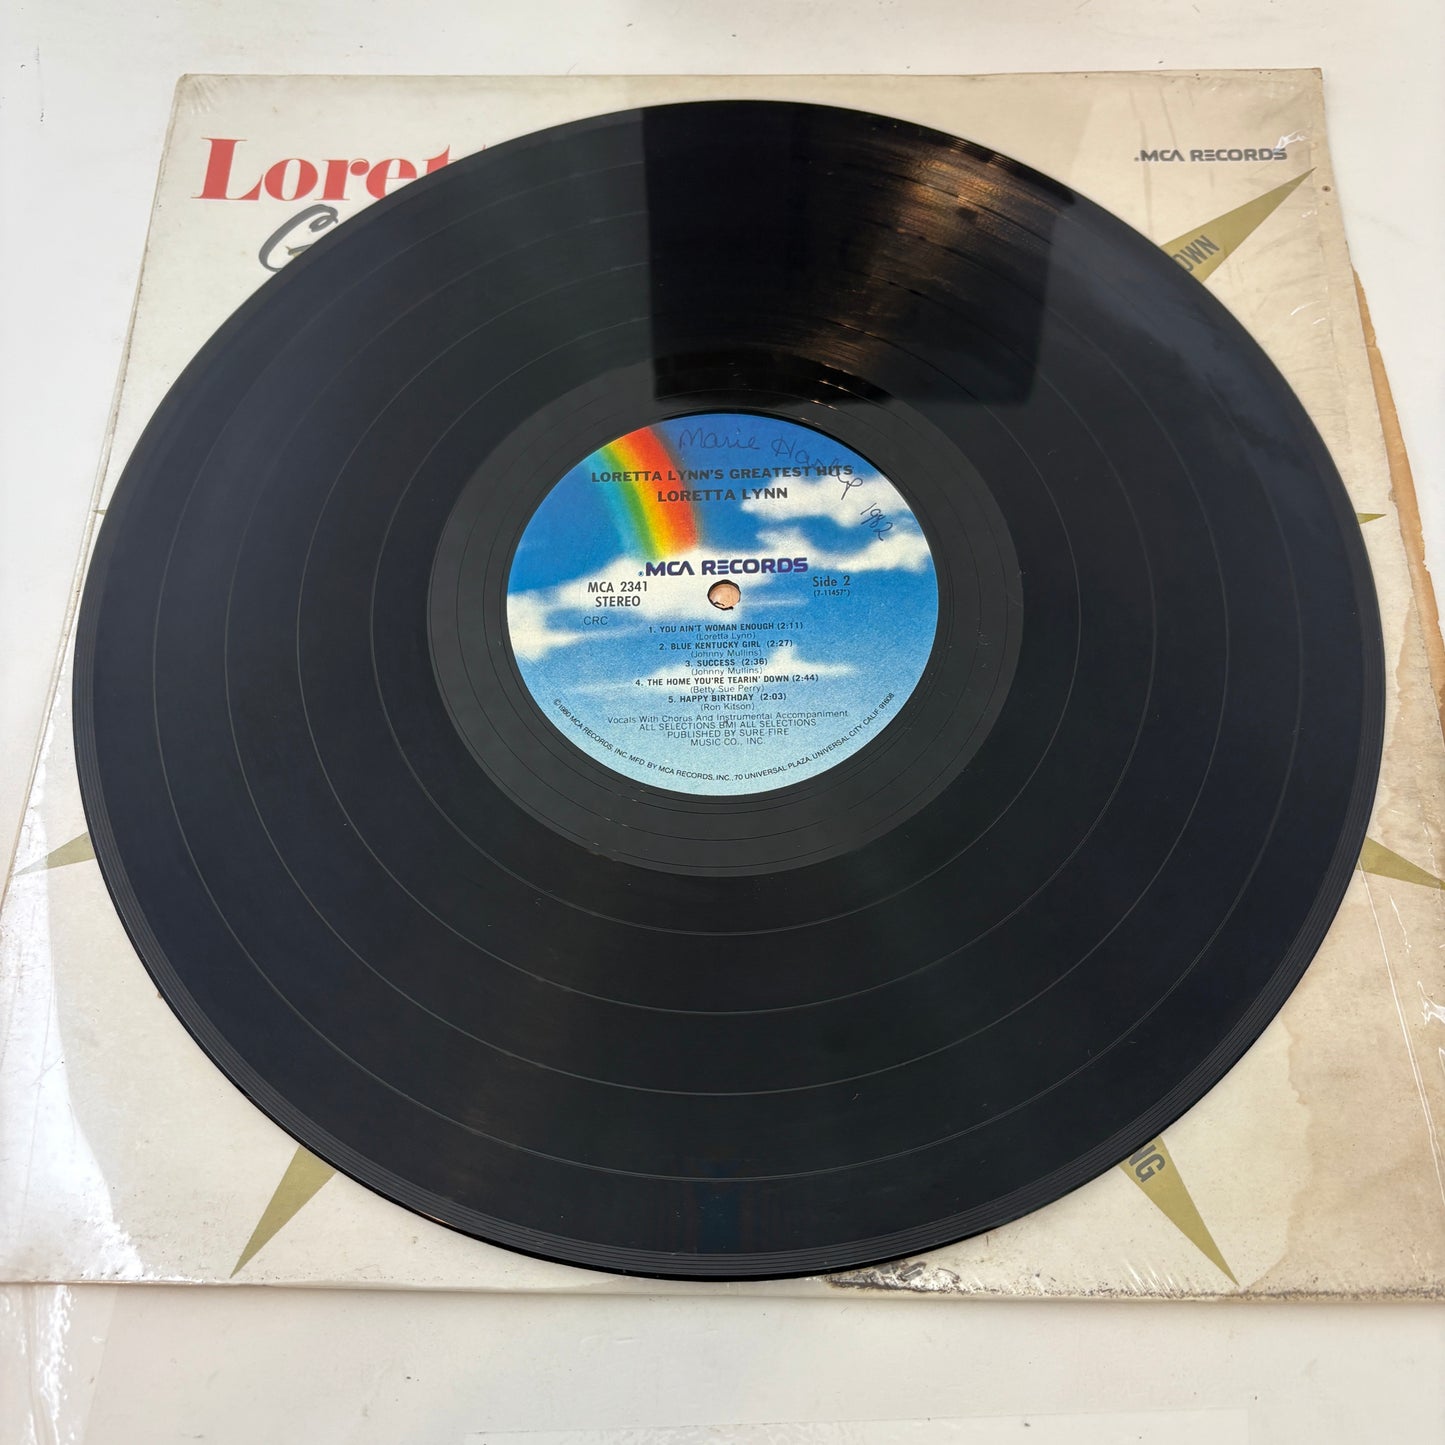 Lorett
MCA RECORDS
OWN
NG
Marie
1982
LORETTA LYNN'S GREATEST HITS
LORETTA LYNN
®MCA RECORDS
MCA 2341
STEREO
CRC
Side 2
(7-11457*)
1. YOU AIN'T WOMAN ENOUGH (2:11)
(Loretta Lynn)
2. BLUE KENTUCKY GIRL (2:27)
(Johnny Mullins)
3. SUCCESS (2:36)
(Johnny Mullins)
4. THE HOME YOU'RE TEARIN' DOWN (2:44)
(Betty Sue Perry)
5. HAPPY BIRTHDAY (2:03)
(Ron Kitson)
Vocals With Chorus And Instrumental Accompaniment
ALL SELECTIONS BMI ALL SELECTIONS
PUBLISHED BY SURE-FIRE
MUSIC CO., INC.
©1980 MCA RECORDS, INC. MFD. BY MCA RECORDS, INC., 70 UNIVERSAL PLAZA, UNIVERSAL CITY, CALIF. 91608